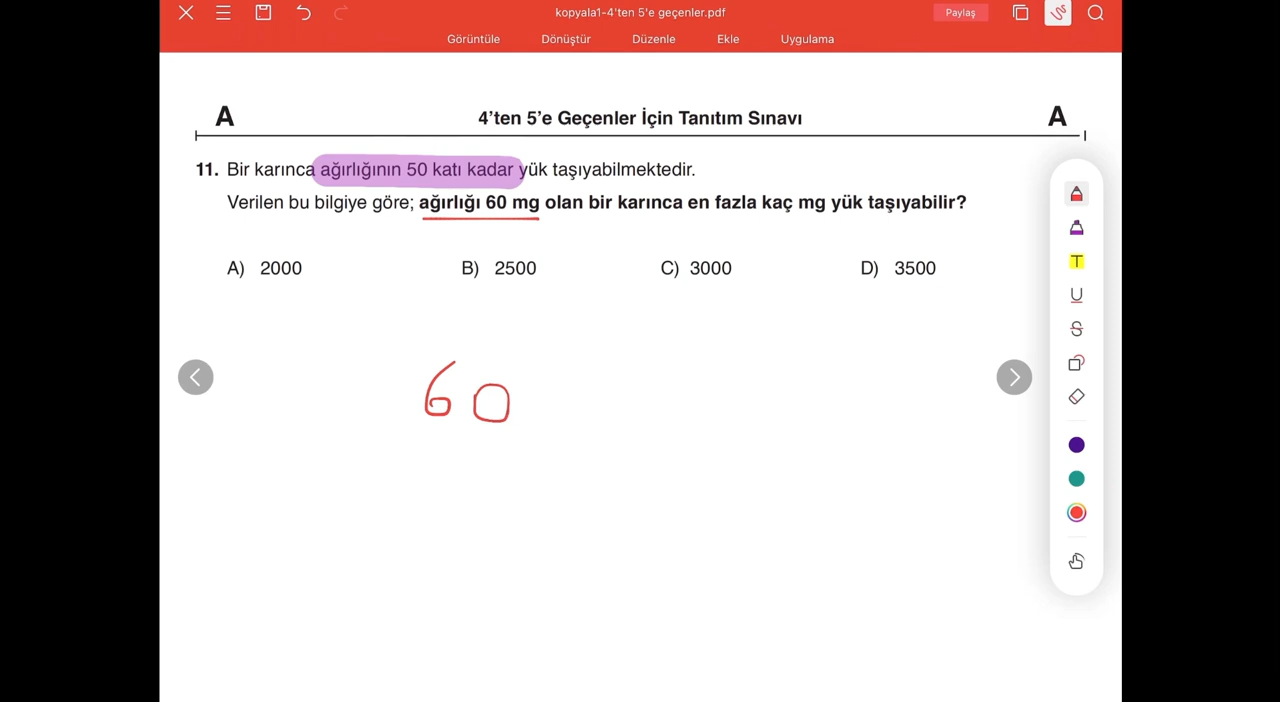 kopyala1-4'ten 5'e geçenler.pdf
Paylaş
Görüntüle Dönüştür Düzenle Ekle Uygulama
A 4'ten 5'e Geçenler İçin Tanıtım Sınavı A
11. Bir karınca ağırlığının 50 katı kadar yük taşıyabilmektedir.
Verilen bu bilgiye göre; ağırlığı 60 mg olan bir karınca en fazla kaç mg yük taşıyabilir?
A) 2000 B) 2500 C) 3000 D) 3500
60
T
U
S